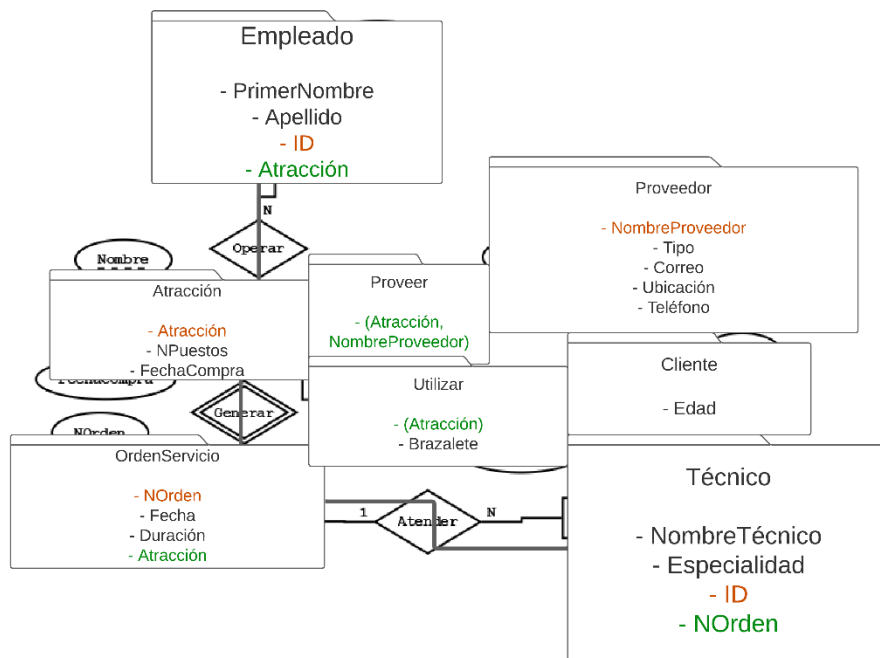 Empleado
- PrimerNombre
- Apellido
- ID
- Atracción
N
Operar
Proveedor
- NombreProveedor
- Tipo
- Correo
- Ubicación
- Teléfono
Nombre
Atracción
- Atracción
- NPuestos
- FechaCompra
Proveer
- (Atracción,
NombreProveedor)
FechaCompra
Generar
Utilizar
- (Atracción)
- Brazalete
Cliente
- Edad
NOrden
OrdenServicio
- NOrden
- Fecha
- Duración
- Atracción
1
Atender
N
Técnico
- NombreTécnico
- Especialidad
- ID
- NOrden